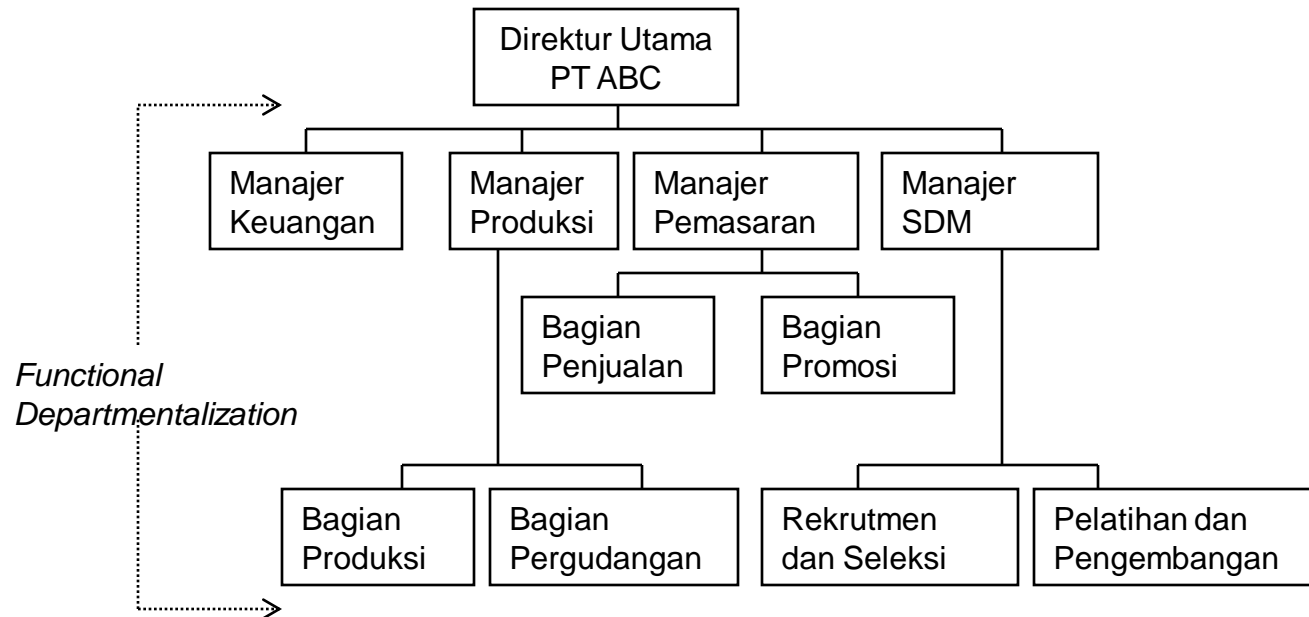 Direktur Utama
PT ABC
Manajer
Keuangan
Manajer
Produksi
Manajer
Pemasaran
Manajer
SDM
Bagian
Penjualan
Bagian
Promosi
Functional
Departmentalization
Bagian
Produksi
Bagian
Pergudangan
Rekrutmen
dan Seleksi
Pelatihan dan
Pengembangan